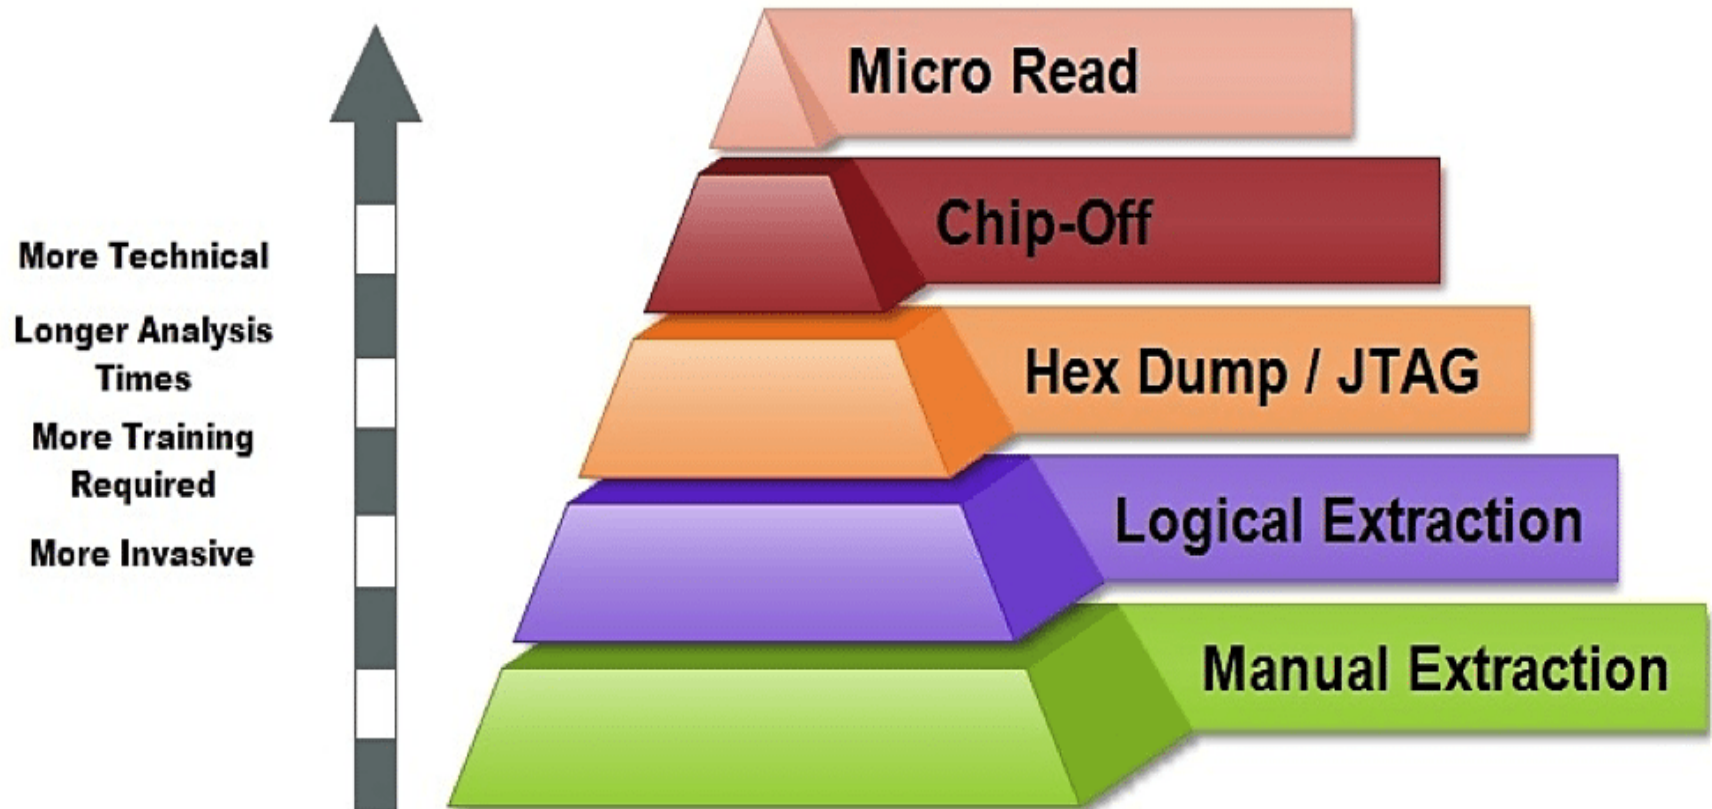 Micro Read
Chip-Off
Hex Dump / JTAG
Logical Extraction
Manual Extraction
More Technical
Longer Analysis
Times
More Training
Required
More Invasive